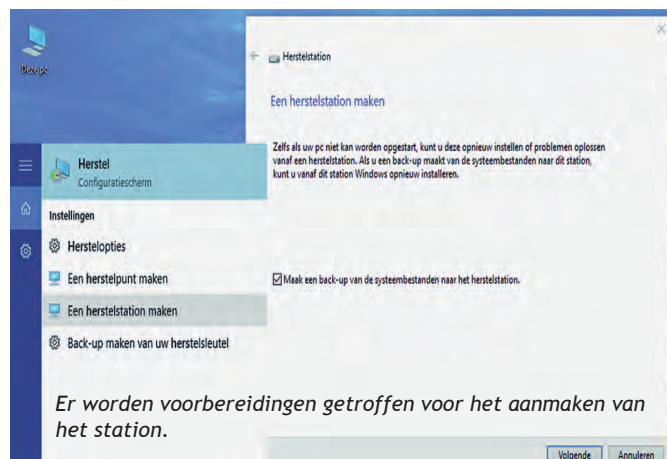 Deze pc
Herstelstation
Een herstelstation maken
Zelfs als uw pc niet kan worden opgestart, kunt u deze opnieuw instellen of problemen oplossen
vanaf een herstelstation. Als u een back-up maakt van de systeembestanden naar dit station,
kunt u vanaf dit station Windows opnieuw installeren.
Herstel
Configuratiescherm
Instellingen
Herstelopties
Een herstelpunt maken
Een herstelstation maken
Back-up maken van uw herstelsleutel
Maak een back-up van de systeembestanden naar het herstelstation.
Er worden voorbereidingen getroffen voor het aanmaken van
het station.
Volgende Annuleren